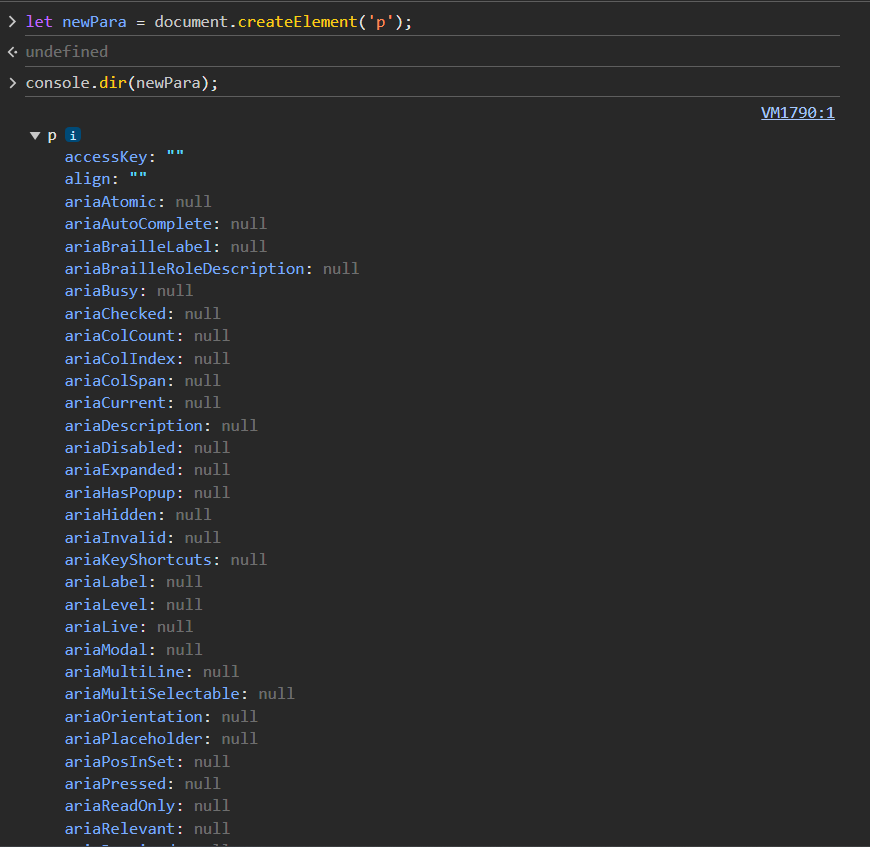 let newPara = document.createElement('p');
undefined
console.dir(newPara);
VM1790:1
p i
accessKey: ""
align: ""
ariaAtomic: null
ariaAutoComplete: null
ariaBrailleLabel: null
ariaBrailleRoleDescription: null
ariaBusy: null
ariaChecked: null
ariaColCount: null
ariaColIndex: null
ariaColSpan: null
ariaCurrent: null
ariaDescription: null
ariaDisabled: null
ariaExpanded: null
ariaHasPopup: null
ariaHidden: null
ariaInvalid: null
ariaKeyShortcuts: null
ariaLabel: null
ariaLevel: null
ariaLive: null
ariaModal: null
ariaMultiLine: null
ariaMultiSelectable: null
ariaOrientation: null
ariaPlaceholder: null
ariaPosInSet: null
ariaPressed: null
ariaReadOnly: null
ariaRelevant: null